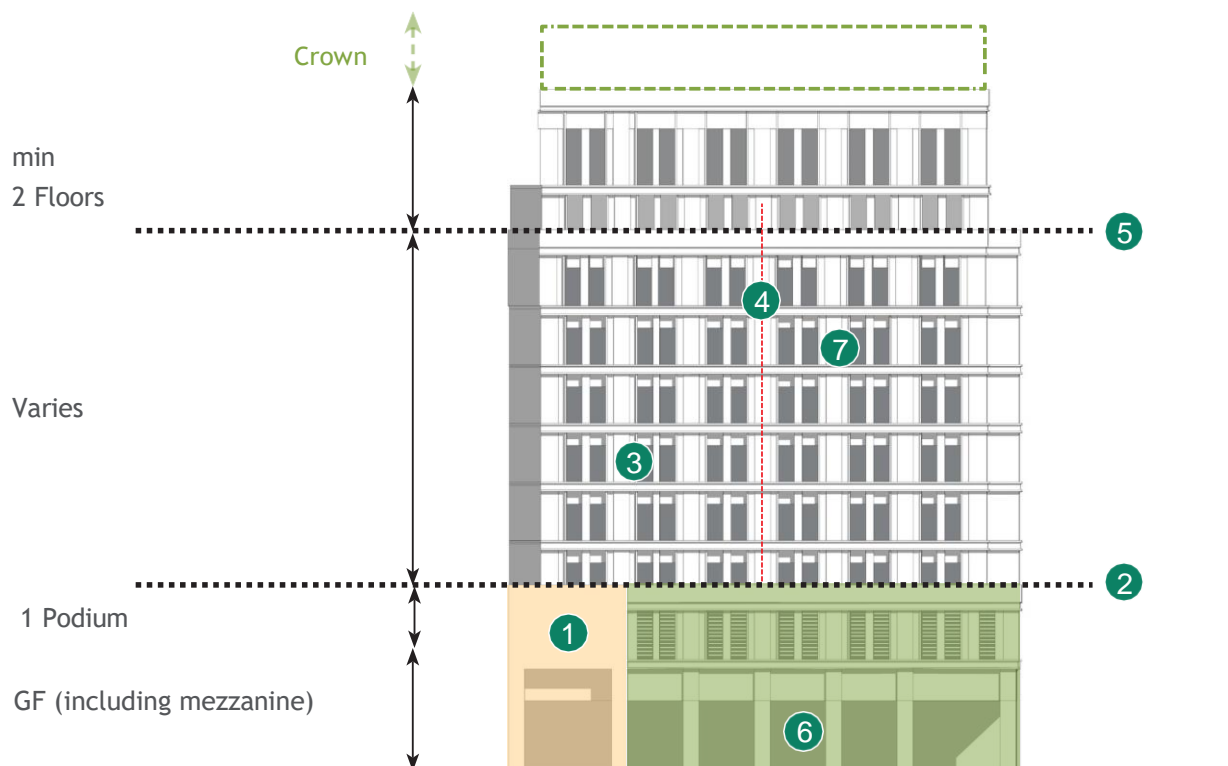 Crown
min
2 Floors
5
4
7
Varies
3
2
1 Podium
1
GF (including mezzanine)
6